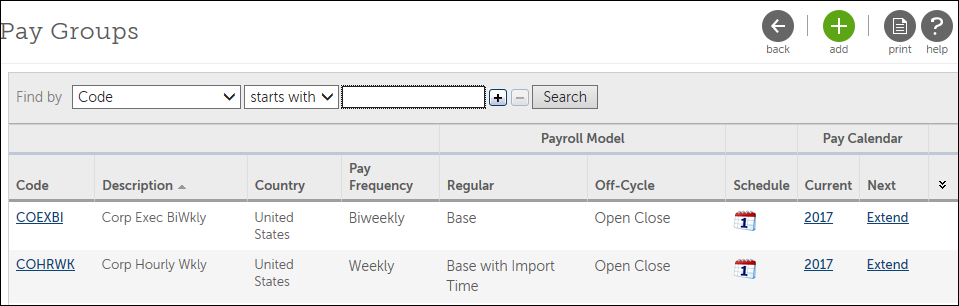 Pay Groups
back
add
print
? help
Find by Code starts with + − Search
Payroll Model Pay Calendar
Code Description Country Pay Frequency Regular Off-Cycle Schedule Current Next
COEXBI Corp Exec BiWkly United States Biweekly Base Open Close 1 2017 Extend
COHRWK Corp Hourly Wkly United States Weekly Base with Import Time Open Close 1 2017 Extend